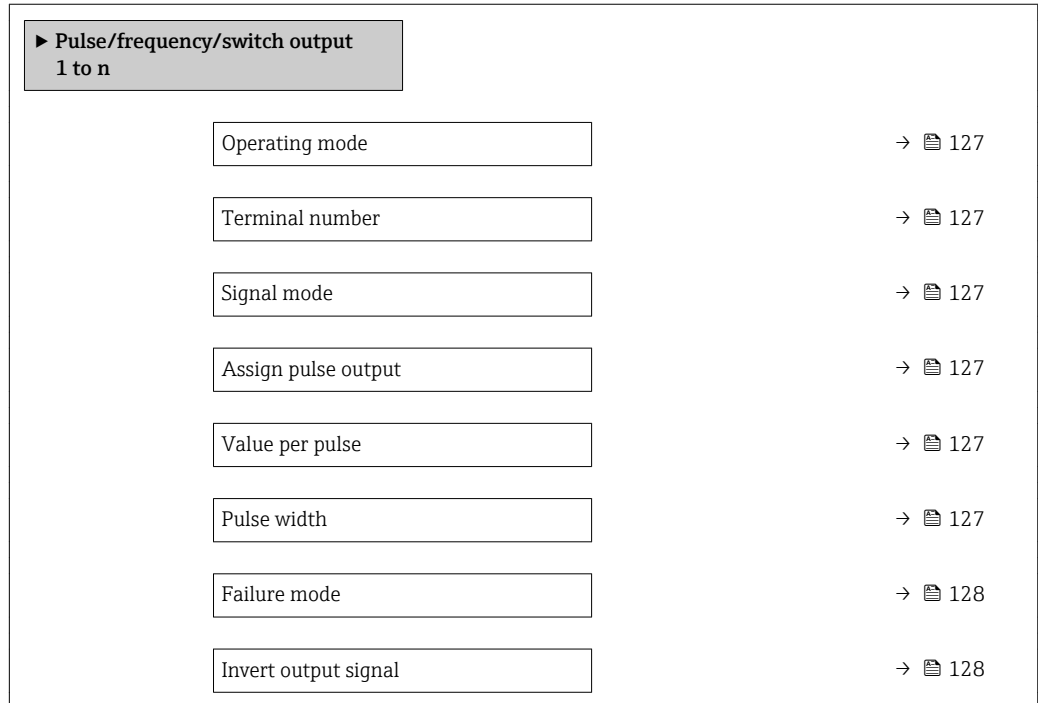 ▶ Pulse/frequency/switch output
1 to n
Operating mode → 127
Terminal number → 127
Signal mode → 127
Assign pulse output → 127
Value per pulse → 127
Pulse width → 127
Failure mode → 128
Invert output signal → 128